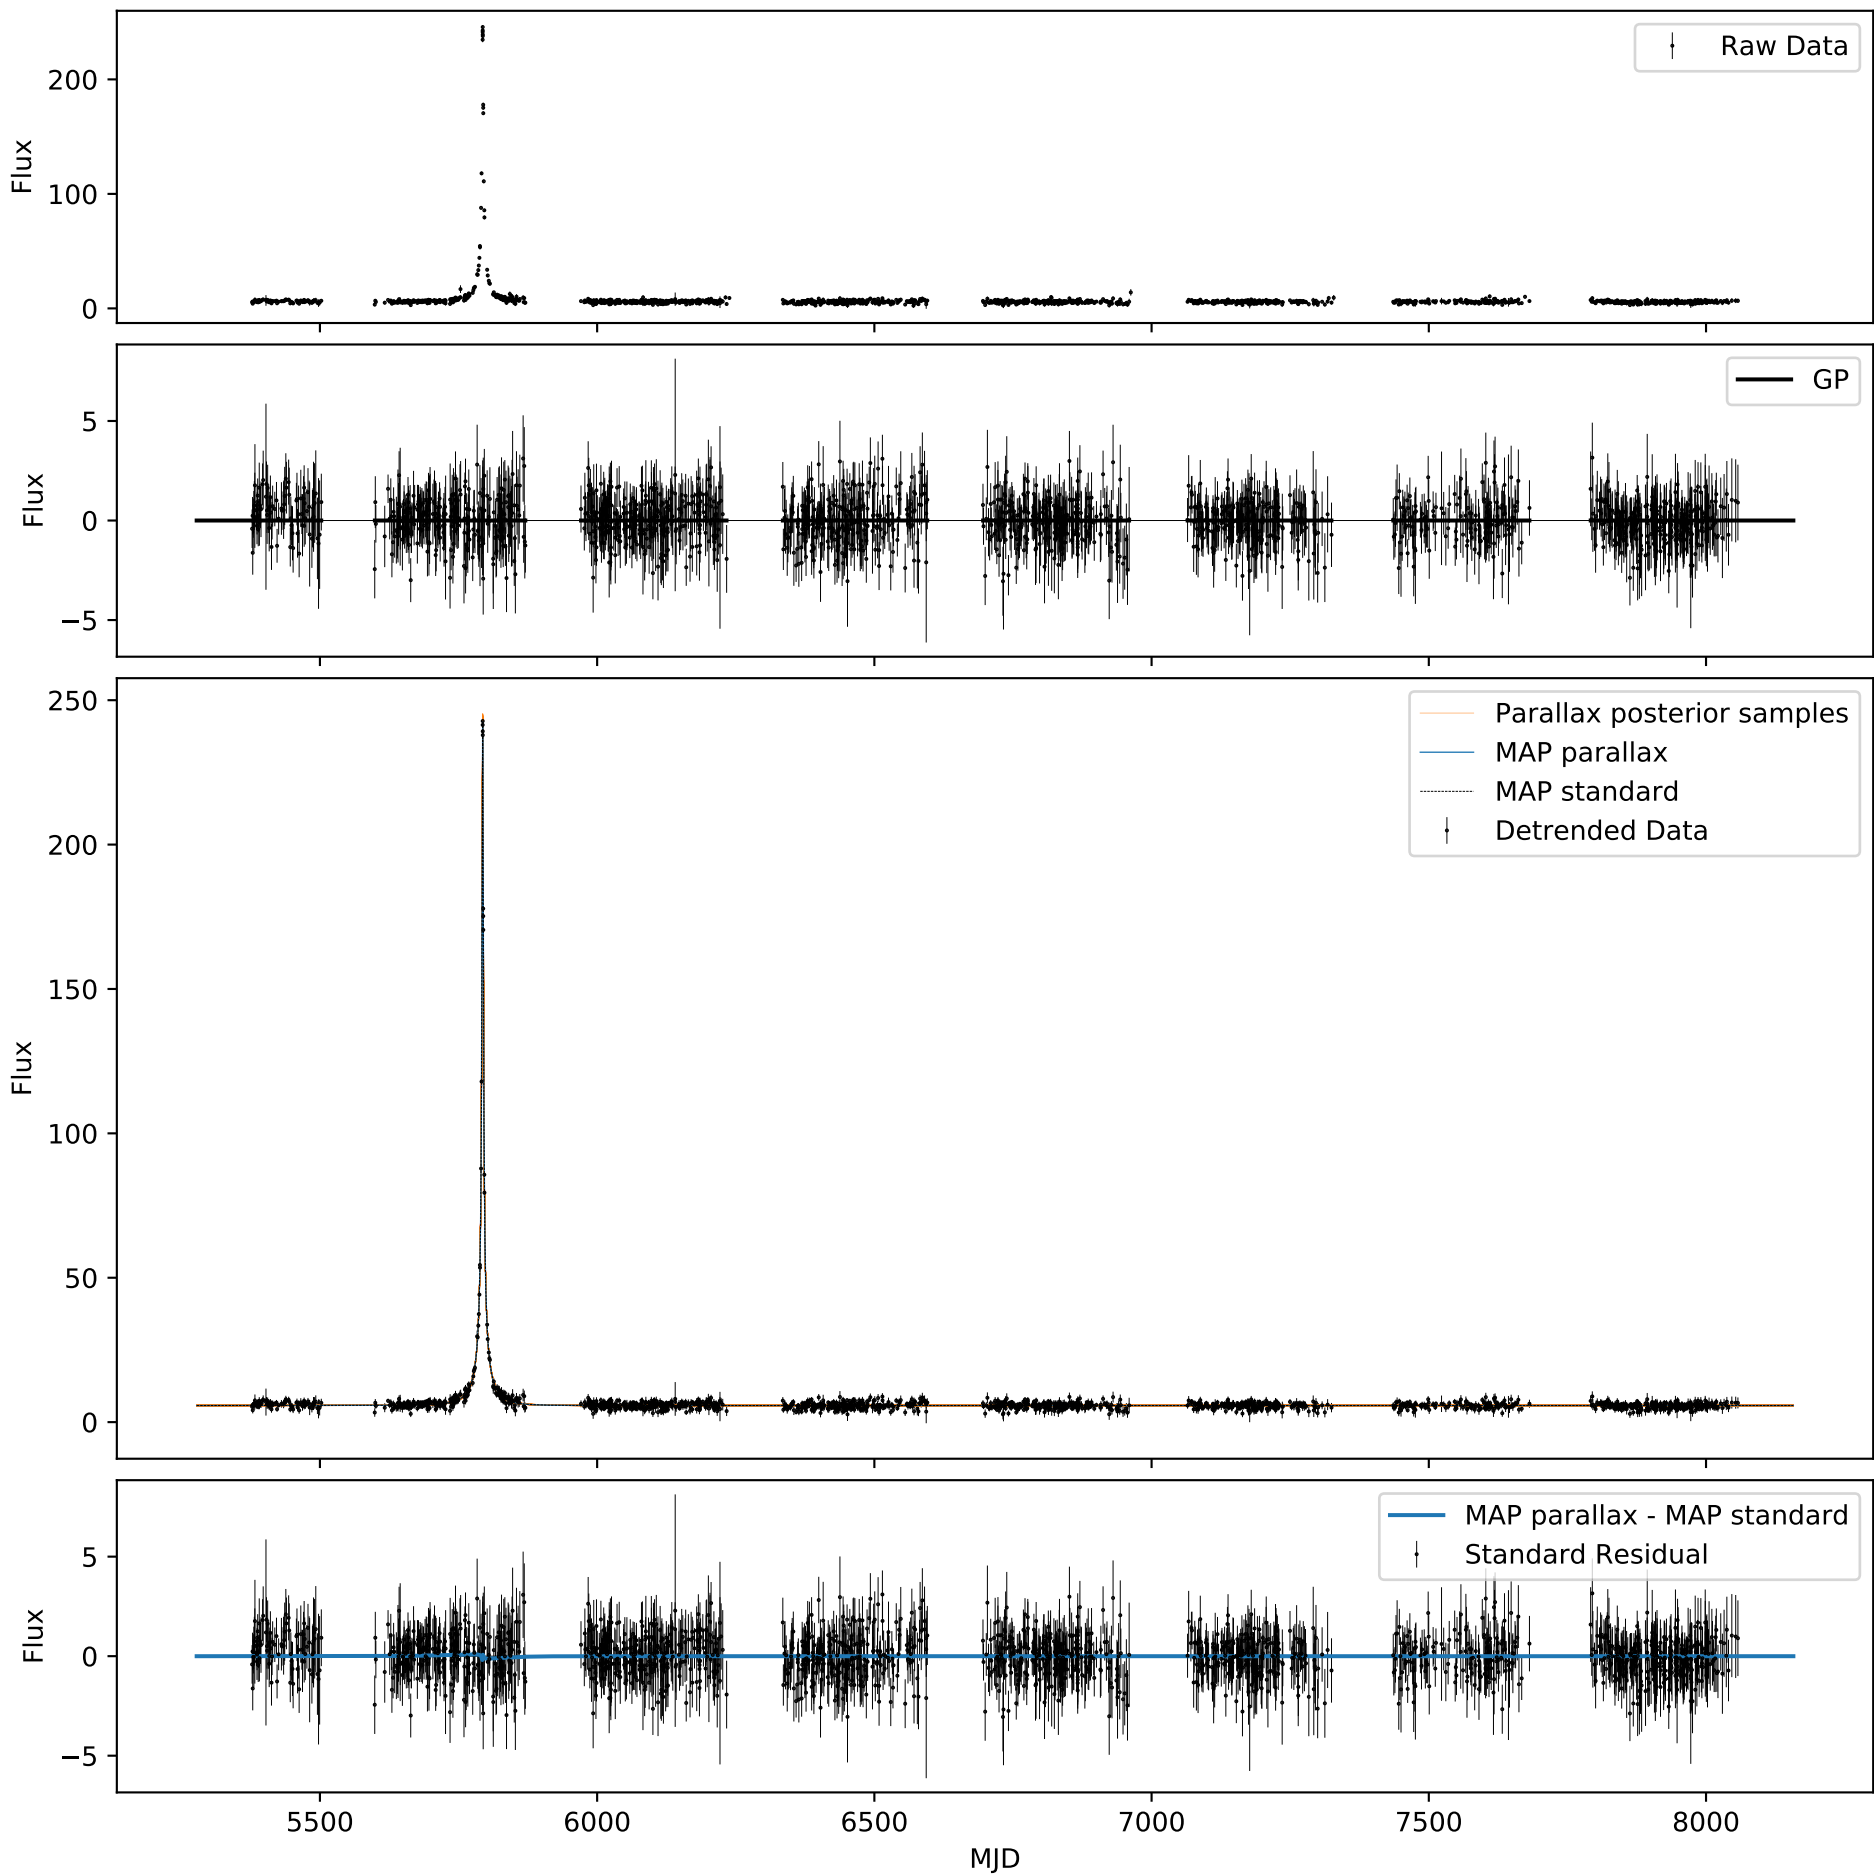 Flux
200
100
0
Raw Data
Flux
5
0
−5
GP
Flux
250
200
150
100
50
0
Parallax posterior samples
MAP parallax
MAP standard
Detrended Data
Flux
5
0
−5
MAP parallax - MAP standard
Standard Residual
5500
6000
6500
7000
7500
8000
MJD